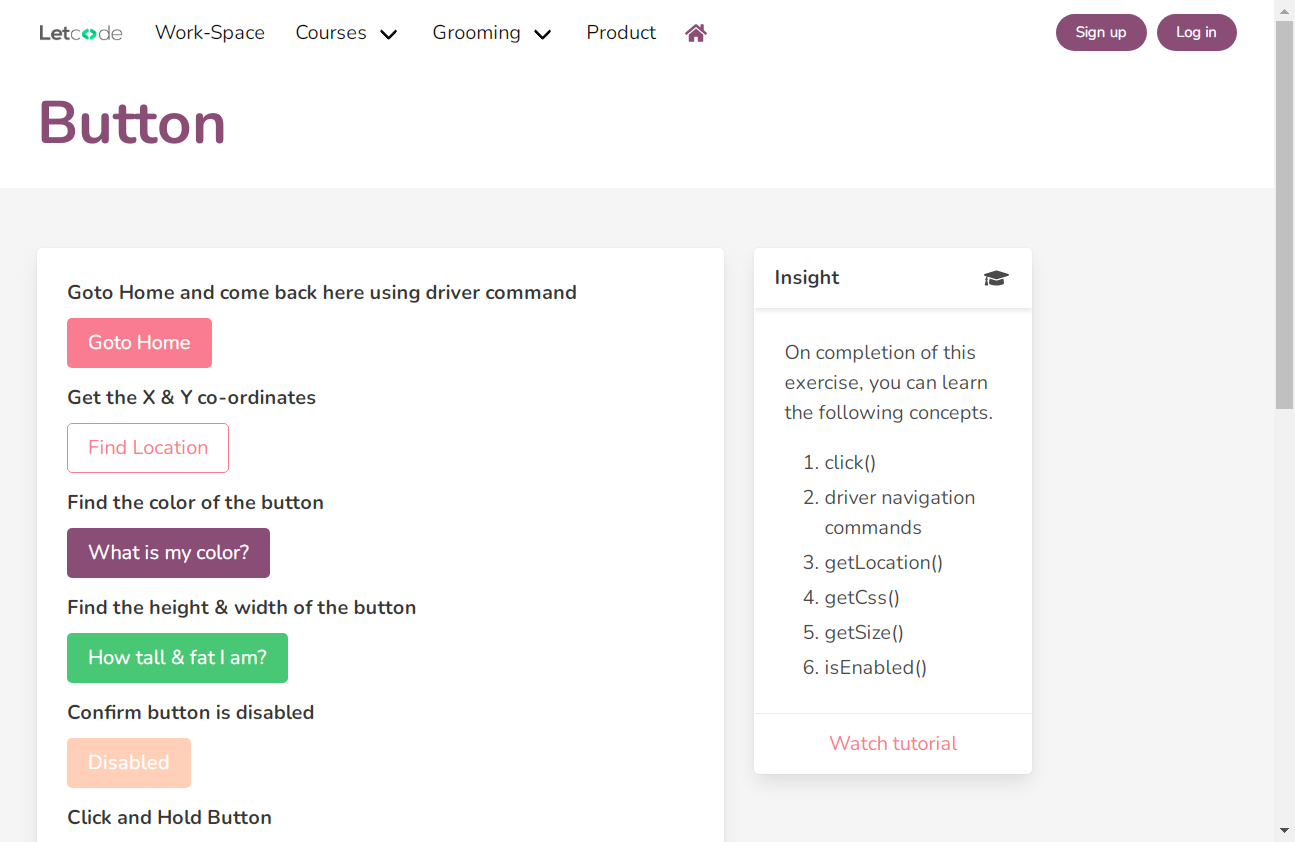 Letcode Work-Space Courses Grooming Product Sign up Log in
Button
Goto Home and come back here using driver command
Goto Home
Get the X & Y co-ordinates
Find Location
Find the color of the button
What is my color?
Find the height & width of the button
How tall & fat I am?
Confirm button is disabled
Disabled
Click and Hold Button
Insight
On completion of this
exercise, you can learn
the following concepts.
1. click()
2. driver navigation
commands
3. getLocation()
4. getCss()
5. getSize()
6. isEnabled()
Watch tutorial